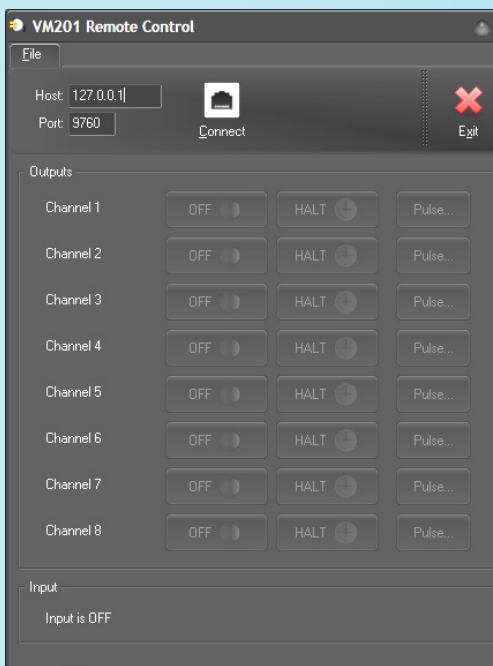 VM201 Remote Control
File
Host: 127.0.0.1
Port: 9760
Connect
Exit
Outputs
Channel 1 OFF HALT Pulse...
Channel 2 OFF HALT Pulse...
Channel 3 OFF HALT Pulse...
Channel 4 OFF HALT Pulse...
Channel 5 OFF HALT Pulse...
Channel 6 OFF HALT Pulse...
Channel 7 OFF HALT Pulse...
Channel 8 OFF HALT Pulse...
Input
Input is OFF